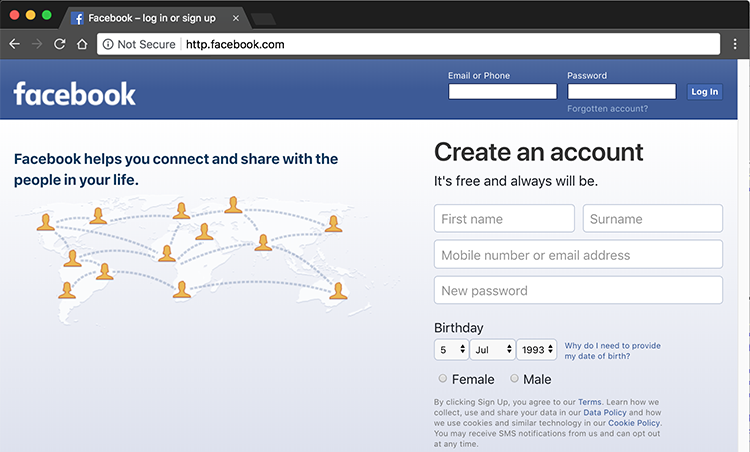 Facebook – log in or sign up
Not Secure http.facebook.com
facebook
Email or Phone
Password
Log In
Forgotten account?
Facebook helps you connect and share with the
people in your life.
Create an account
It's free and always will be.
First name
Surname
Mobile number or email address
New password
Birthday
5 Jul 1993
Why do I need to provide
my date of birth?
Female Male
By clicking Sign Up, you agree to our Terms. Learn how we
collect, use and share your data in our Data Policy and how
we use cookies and similar technology in our Cookie Policy.
You may receive SMS notifications from us and can opt out
at any time.